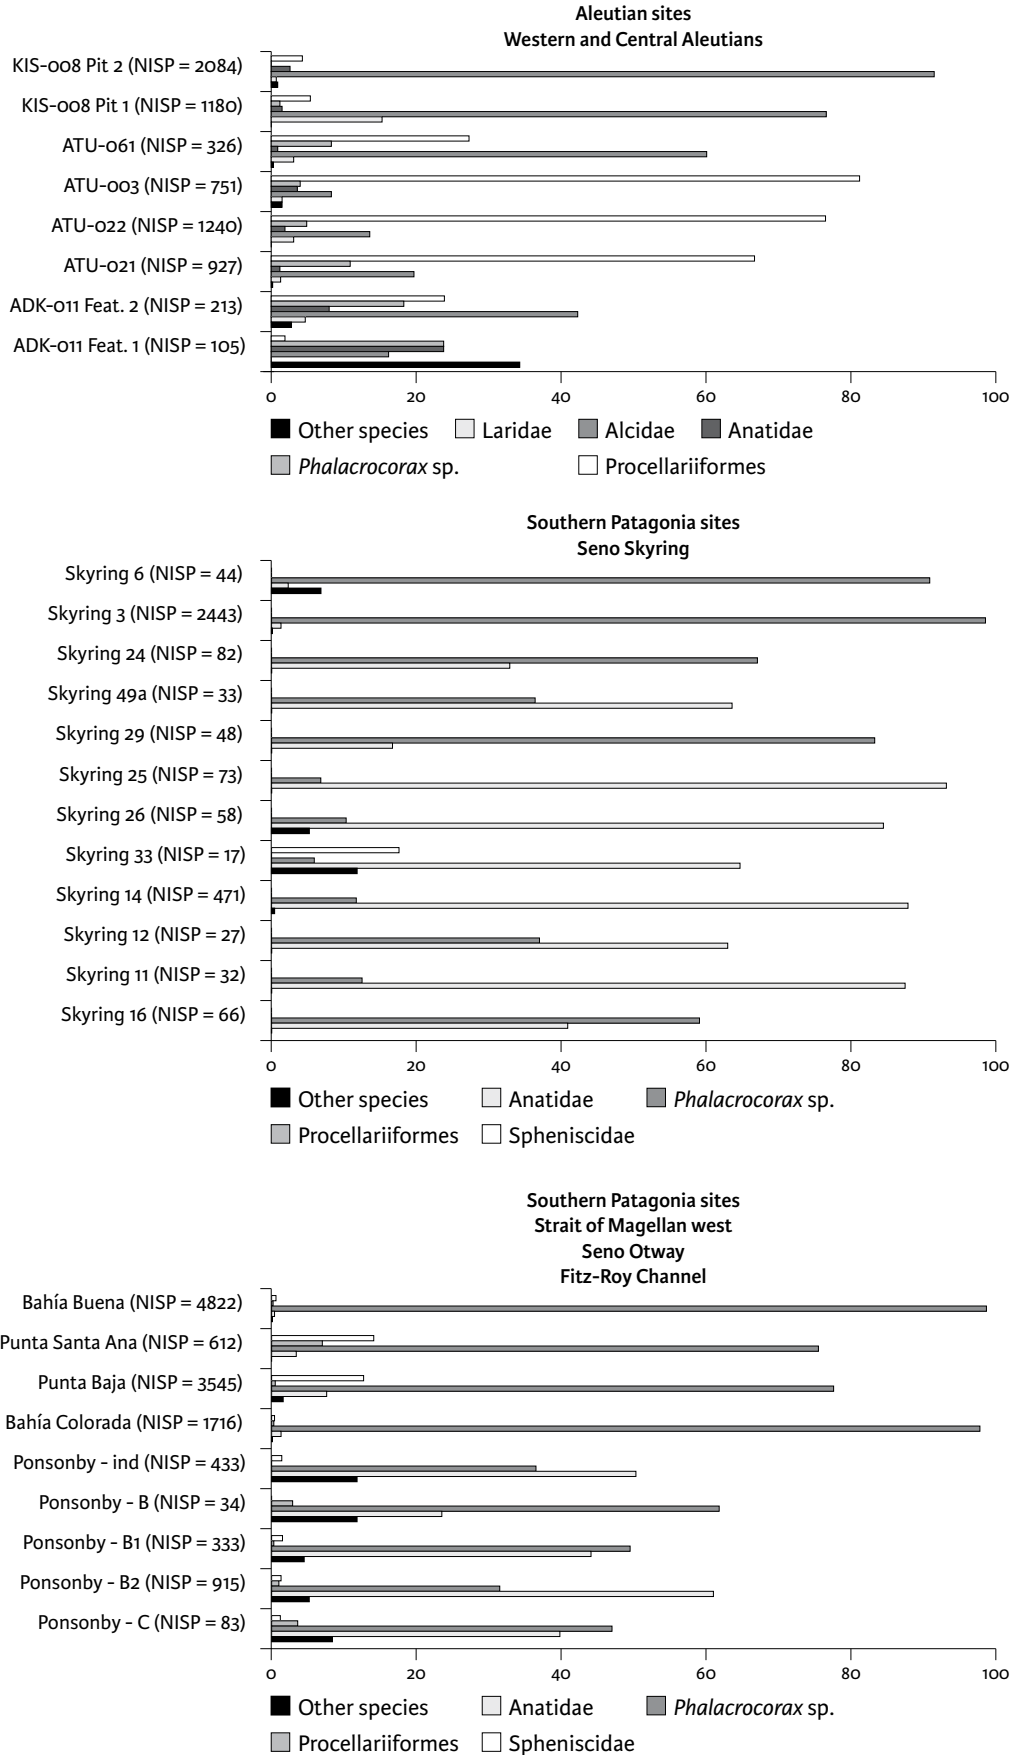 Aleutian sites
Western and Central Aleutians
KIS-008 Pit 2 (NISP = 2084)
KIS-008 Pit 1 (NISP = 1180)
ATU-061 (NISP = 326)
ATU-003 (NISP = 751)
ATU-022 (NISP = 1240)
ATU-021 (NISP = 927)
ADK-011 Feat. 2 (NISP = 213)
ADK-011 Feat. 1 (NISP = 105)
0 20 40 60 80 100
Other species Laridae Alcidae Anatidae
Phalacrocorax sp. Procellariiformes
Southern Patagonia sites
Seno Skyring
Skyring 6 (NISP = 44)
Skyring 3 (NISP = 2443)
Skyring 24 (NISP = 82)
Skyring 49a (NISP = 33)
Skyring 29 (NISP = 48)
Skyring 25 (NISP = 73)
Skyring 26 (NISP = 58)
Skyring 33 (NISP = 17)
Skyring 14 (NISP = 471)
Skyring 12 (NISP = 27)
Skyring 11 (NISP = 32)
Skyring 16 (NISP = 66)
0 20 40 60 80 100
Other species Anatidae Phalacrocorax sp.
Procellariiformes Spheniscidae
Southern Patagonia sites
Strait of Magellan west
Seno Otway
Fitz-Roy Channel
Bahía Buena (NISP = 4822)
Punta Santa Ana (NISP = 612)
Punta Baja (NISP = 3545)
Bahía Colorada (NISP = 1716)
Ponsonby - ind (NISP = 433)
Ponsonby - B (NISP = 34)
Ponsonby - B1 (NISP = 333)
Ponsonby - B2 (NISP = 915)
Ponsonby - C (NISP = 83)
0 20 40 60 80 100
Other species Anatidae Phalacrocorax sp.
Procellariiformes Spheniscidae